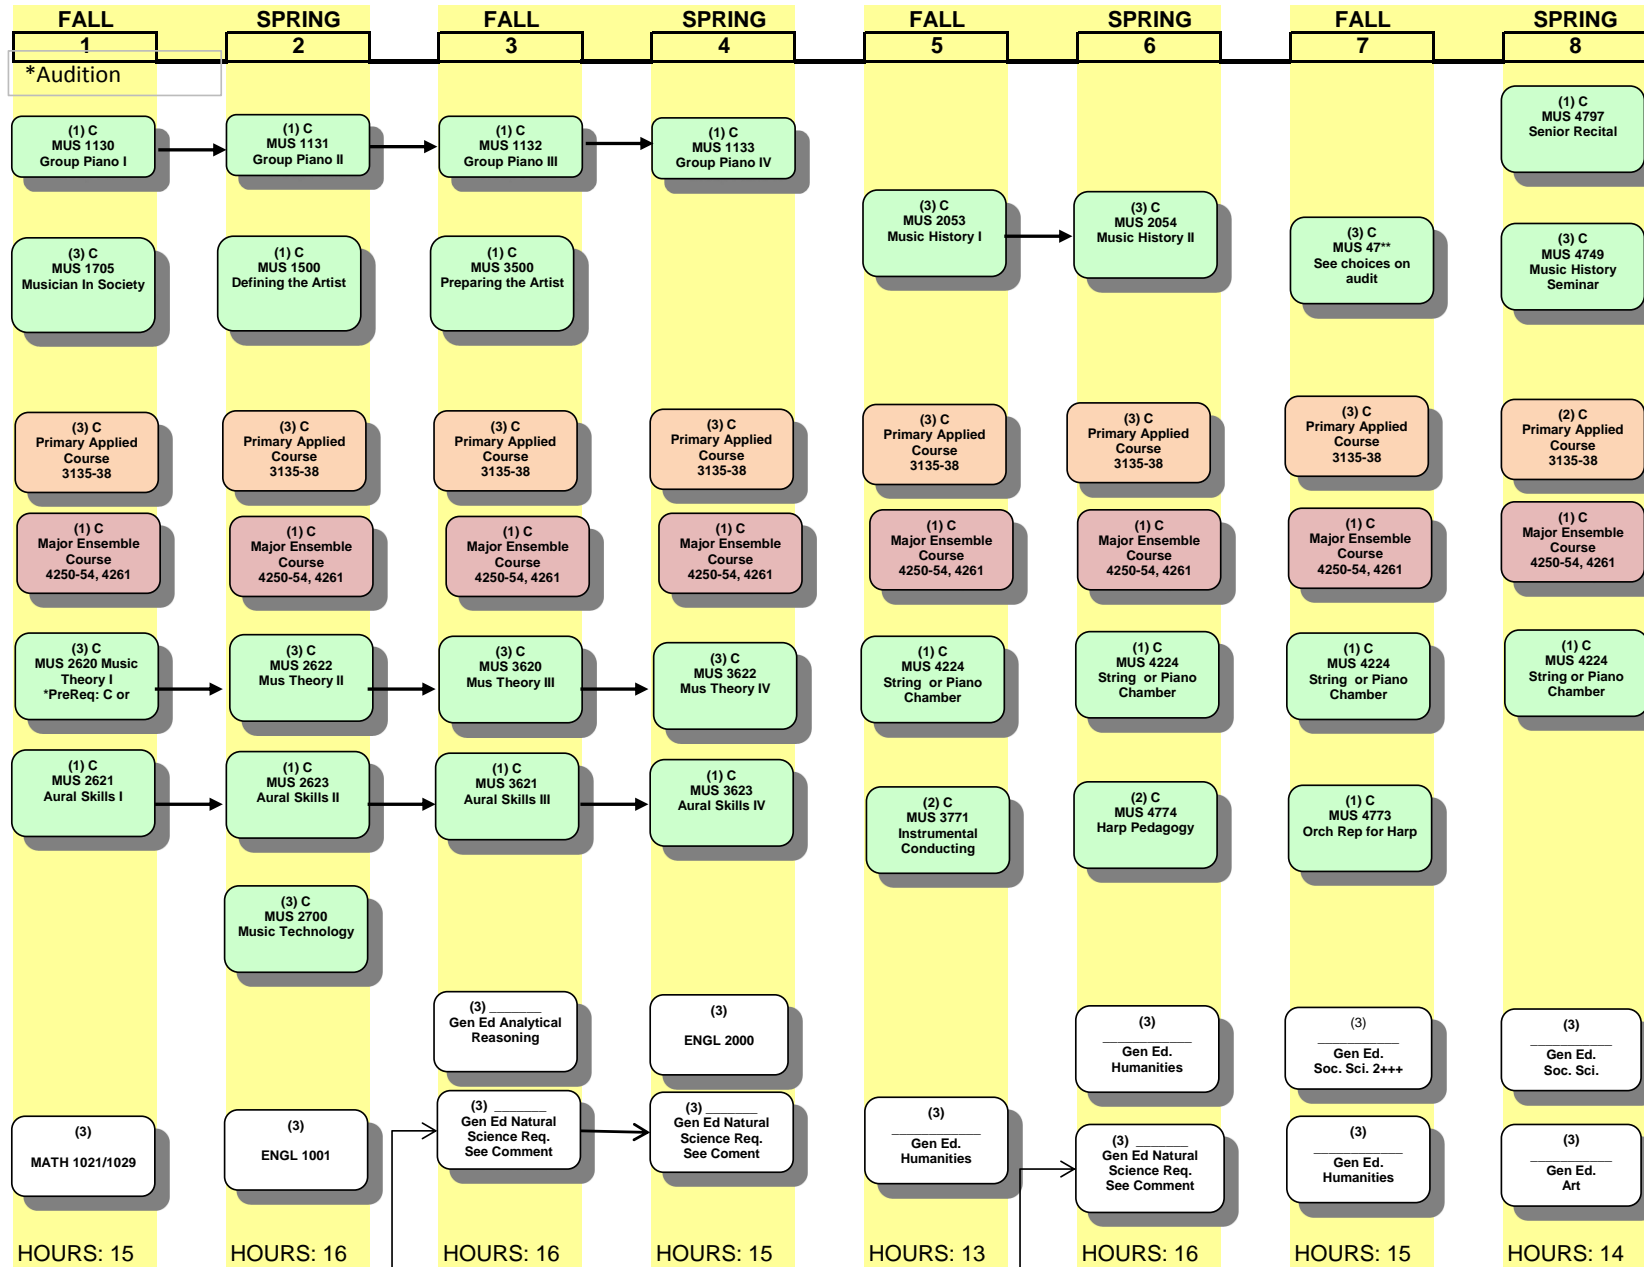 FALL
SPRING
FALL
SPRING
FALL
SPRING
FALL
SPRING
1
2
3
4
5
6
7
8
*Audition
(1) C
MUS 1130
Group Piano I
(1) C
MUS 1131
Group Piano II
(1) C
MUS 1132
Group Piano III
(1) C
MUS 1133
Group Piano IV
(1) C
MUS 4797
Senior Recital
(3) C
MUS 1705
Musician In Society
(1) C
MUS 1500
Defining the Artist
(1) C
MUS 3500
Preparing the Artist
(3) C
MUS 2053
Music History I
(3) C
MUS 2054
Music History II
(3) C
MUS 47**
See choices on
audit
(3) C
MUS 4749
Music History
Seminar
(3) C
Primary Applied
Course
3135-38
(3) C
Primary Applied
Course
3135-38
(3) C
Primary Applied
Course
3135-38
(3) C
Primary Applied
Course
3135-38
(3) C
Primary Applied
Course
3135-38
(3) C
Primary Applied
Course
3135-38
(3) C
Primary Applied
Course
3135-38
(2) C
Primary Applied
Course
3135-38
(1) C
Major Ensemble
Course
4250-54, 4261
(1) C
Major Ensemble
Course
4250-54, 4261
(1) C
Major Ensemble
Course
4250-54, 4261
(1) C
Major Ensemble
Course
4250-54, 4261
(1) C
Major Ensemble
Course
4250-54, 4261
(1) C
Major Ensemble
Course
4250-54, 4261
(1) C
Major Ensemble
Course
4250-54, 4261
(1) C
Major Ensemble
Course
4250-54, 4261
(3) C
MUS 2620 Music
Theory I
*PreReq: C or
(3) C
MUS 2622
Mus Theory II
(3) C
MUS 3620
Mus Theory III
(3) C
MUS 3622
Mus Theory IV
(1) C
MUS 4224
String or Piano
Chamber
(1) C
MUS 4224
String or Piano
Chamber
(1) C
MUS 4224
String or Piano
Chamber
(1) C
MUS 4224
String or Piano
Chamber
(1) C
MUS 2621
Aural Skills I
(1) C
MUS 2623
Aural Skills II
(1) C
MUS 3621
Aural Skills III
(1) C
MUS 3623
Aural Skills IV
(2) C
MUS 3771
Instrumental
Conducting
(2) C
MUS 4774
Harp Pedagogy
(1) C
MUS 4773
Orch Rep for Harp
(3) C
MUS 2700
Music Technology
(3) _______
Gen Ed Analytical
Reasoning
(3)
ENGL 2000
(3)
___________
Gen Ed.
Humanities
(3)
__________
Gen Ed.
Soc. Sci. 2+++
(3)
__________
Gen Ed.
Soc. Sci.
(3)
MATH 1021/1029
(3)
ENGL 1001
(3) _______
Gen Ed Natural
Science Req.
See Comment
(3) _______
Gen Ed Natural
Science Req.
See Coment
(3)
___________
Gen Ed.
Humanities
(3) _______
Gen Ed Natural
Science Req.
See Comment
(3)
___________
Gen Ed.
Humanities
(3)
__________
Gen Ed.
Art
HOURS: 15
HOURS: 16
HOURS: 16
HOURS: 15
HOURS: 13
HOURS: 16
HOURS: 15
HOURS: 14